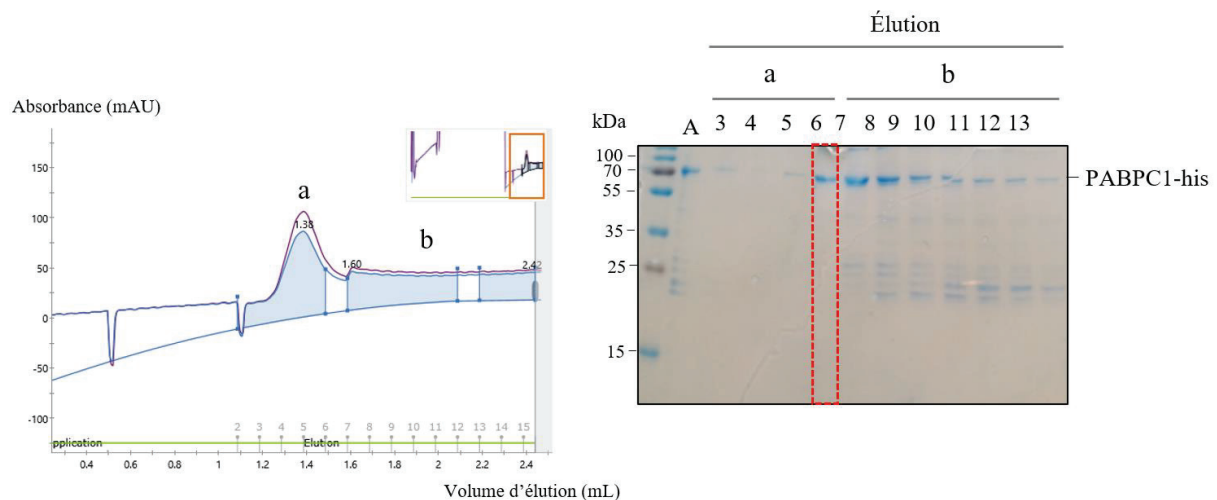 Absorbance (mAU)
150
100
50
0
-50
-100
a
1.38
b
1.60
2.42
2 3 4 5 6 7 8 9 10 11 12 13 14 15
pplication
Elution
0.4 0.6 0.8 1 1.2 1.4 1.6 1.8 2 2.2 2.4
Volume d’élution (mL)
Élution
a b
kDa A 3 4 5 6 7 8 9 10 11 12 13
100
70
55
35
25
15
PABPC1-his